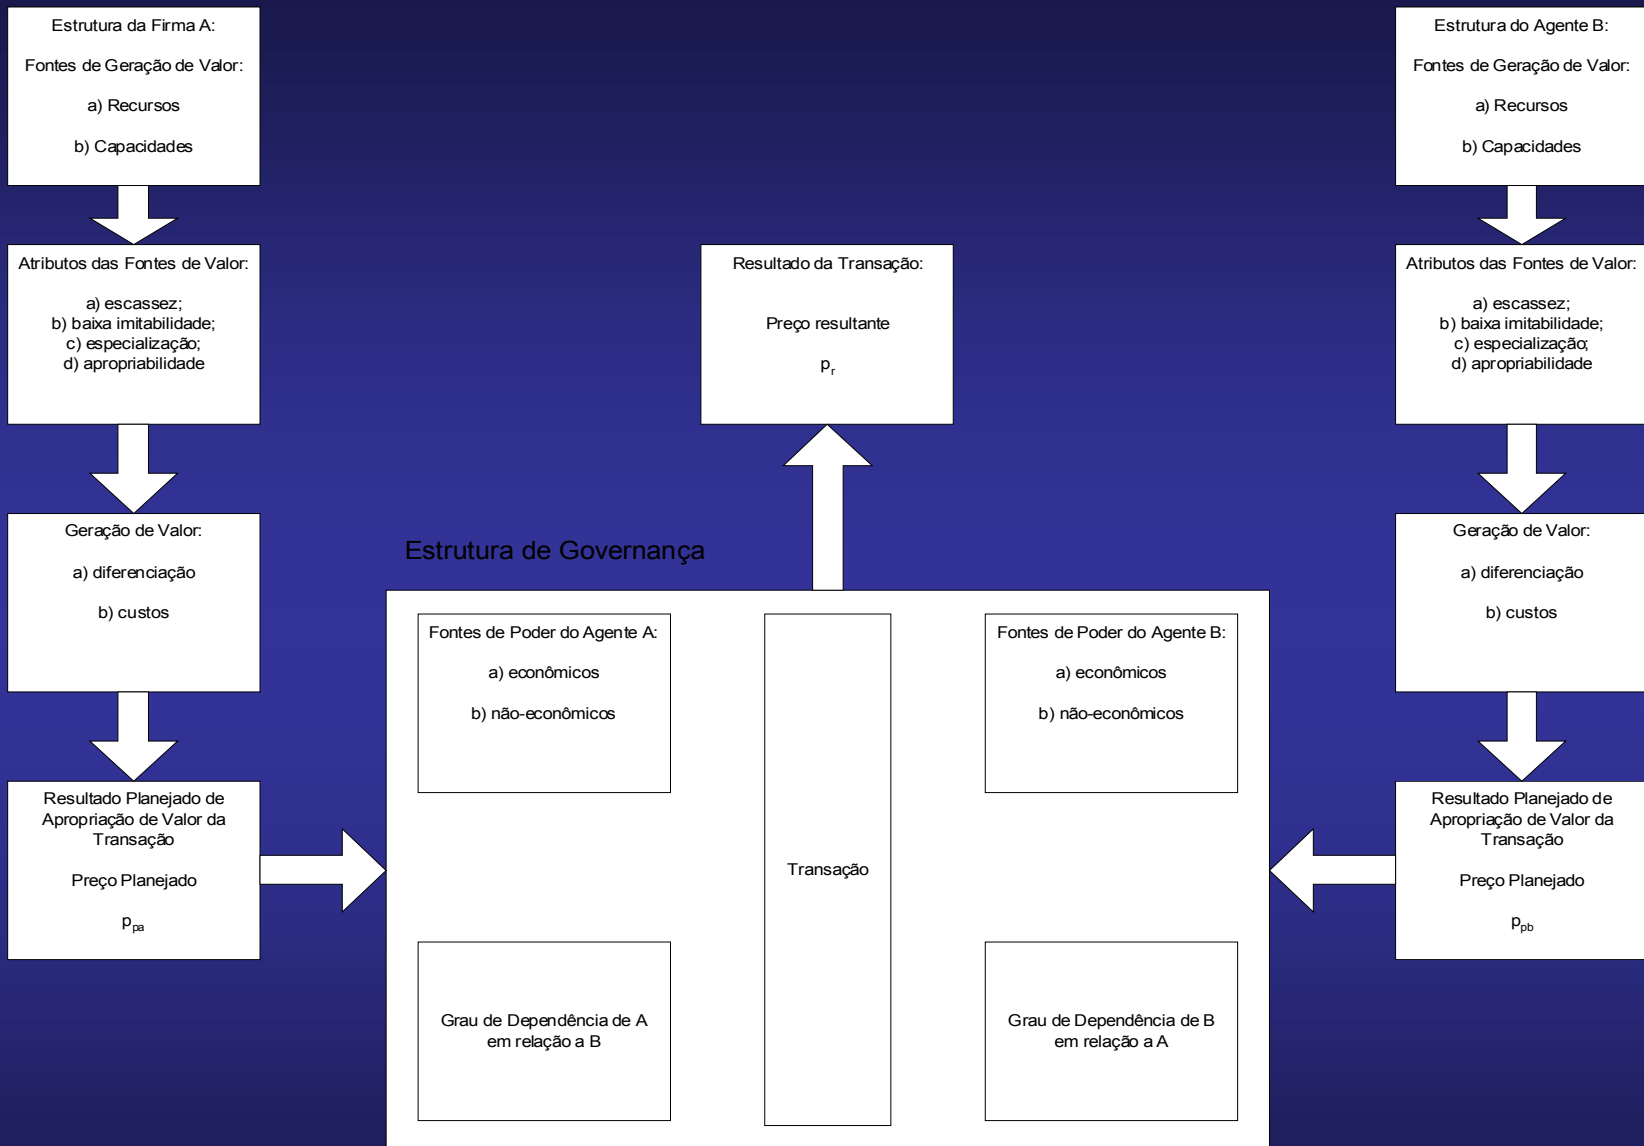 Estrutura da Firma A:
Fontes de Geração de Valor:
a) Recursos
b) Capacidades
Atributos das Fontes de Valor:
a) escassez;
b) baixa imitabilidade;
c) especialização;
d) apropriabilidade
Geração de Valor:
a) diferenciação
b) custos
Resultado Planejado de
Apropriação de Valor da
Transação
Preço Planejado
p_pa
Resultado da Transação:
Preço resultante
p_r
Estrutura de Governança
Fontes de Poder do Agente A:
a) econômicos
b) não-econômicos
Grau de Dependência de A
em relação a B
Transação
Fontes de Poder do Agente B:
a) econômicos
b) não-econômicos
Grau de Dependência de B
em relação a A
Estrutura do Agente B:
Fontes de Geração de Valor:
a) Recursos
b) Capacidades
Atributos das Fontes de Valor:
a) escassez;
b) baixa imitabilidade;
c) especialização;
d) apropriabilidade
Geração de Valor:
a) diferenciação
b) custos
Resultado Planejado de
Apropriação de Valor da
Transação
Preço Planejado
p_pb